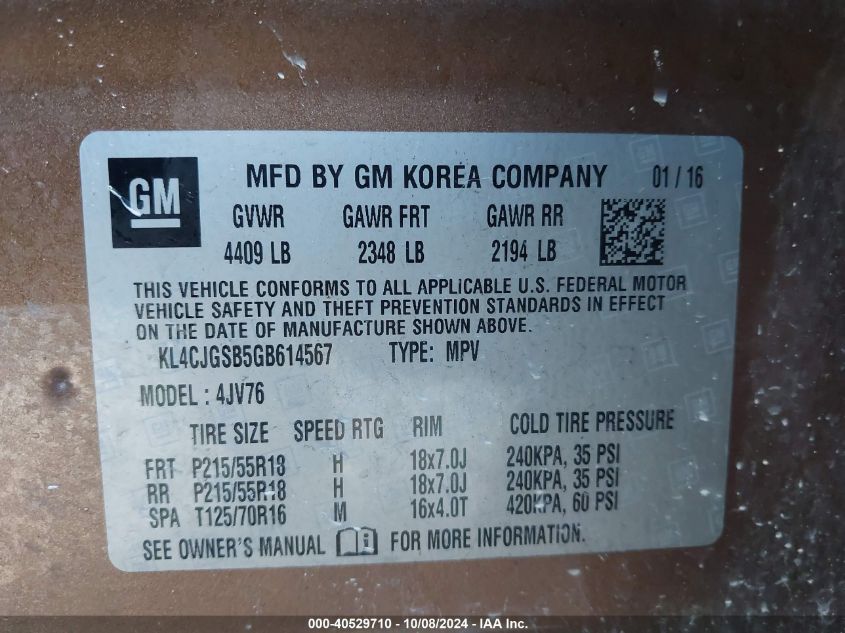 GM MFD BY GM KOREA COMPANY 01 / 16
GVWR GAWR FRT GAWR RR
4409 LB 2348 LB 2194 LB
THIS VEHICLE CONFORMS TO ALL APPLICABLE U.S. FEDERAL MOTOR
VEHICLE SAFETY AND THEFT PREVENTION STANDARDS IN EFFECT
ON THE DATE OF MANUFACTURE SHOWN ABOVE.
KL4CJGSB5GB614567 TYPE: MPV
MODEL : 4JV76
TIRE SIZE SPEED RTG RIM COLD TIRE PRESSURE
FRT P215/55R18 H 18x7.0J 240KPA, 35 PSI
RR P215/55R18 H 18x7.0J 240KPA, 35 PSI
SPA T125/70R16 M 16x4.0T 420KPA, 60 PSI
SEE OWNER'S MANUAL FOR MORE INFORMATION.
000-40529710 - 10/08/2024 - IAA Inc.